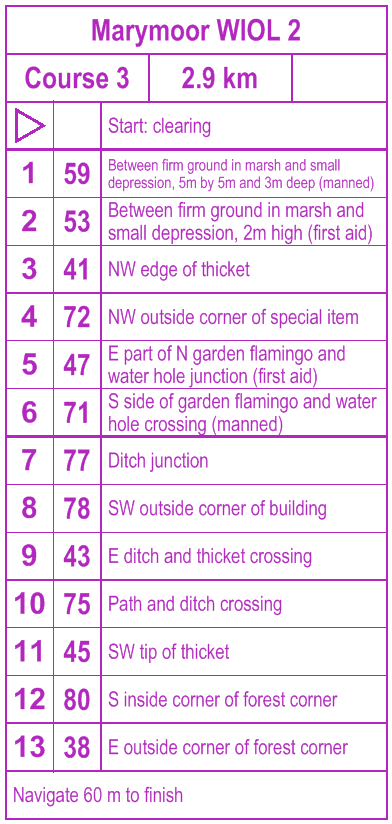 Marymoor WIOL 2
Course 3 2.9 km
Start: clearing
1 59 Between firm ground in marsh and small
depression, 5m by 5m and 3m deep (manned)
2 53 Between firm ground in marsh and
small depression, 2m high (first aid)
3 41 NW edge of thicket
4 72 NW outside corner of special item
5 47 E part of N garden flamingo and
water hole junction (first aid)
6 71 S side of garden flamingo and water
hole crossing (manned)
7 77 Ditch junction
8 78 SW outside corner of building
9 43 E ditch and thicket crossing
10 75 Path and ditch crossing
11 45 SW tip of thicket
12 80 S inside corner of forest corner
13 38 E outside corner of forest corner
Navigate 60 m to finish